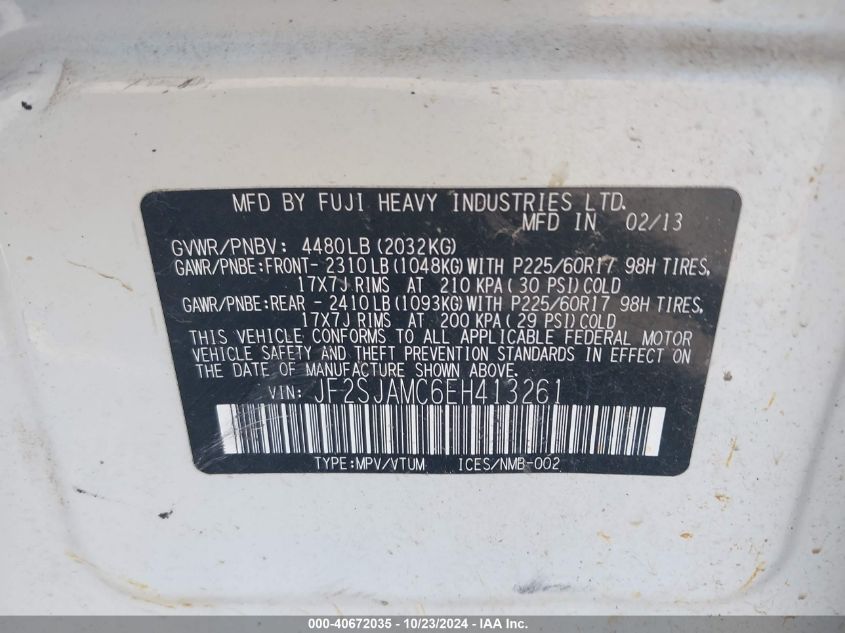 MFD BY FUJI HEAVY INDUSTRIES LTD.
MFD IN 02/13
GVWR/PNBV: 4480LB (2032KG)
GAWR/PNBE:FRONT- 2310LB (1048KG) WITH P225/60R17 98H TIRES,
17X7J RIMS AT 210 KPA ( 30 PSI) COLD
GAWR/PNBE:REAR - 2410LB (1093KG) WITH P225/60R17 98H TIRES,
17X7J RIMS AT 200 KPA ( 29 PSI) COLD
THIS VEHICLE CONFORMS TO ALL APPLICABLE FEDERAL MOTOR
VEHICLE SAFETY AND THEFT PREVENTION STANDARDS IN EFFECT ON
THE DATE OF MANUFACTURE SHOWN ABOVE.
VIN: JF2SJAMC6EH413261
TYPE:MPV/VTUM ICES/NMB-002
000-40672035 - 10/23/2024 - IAA Inc.